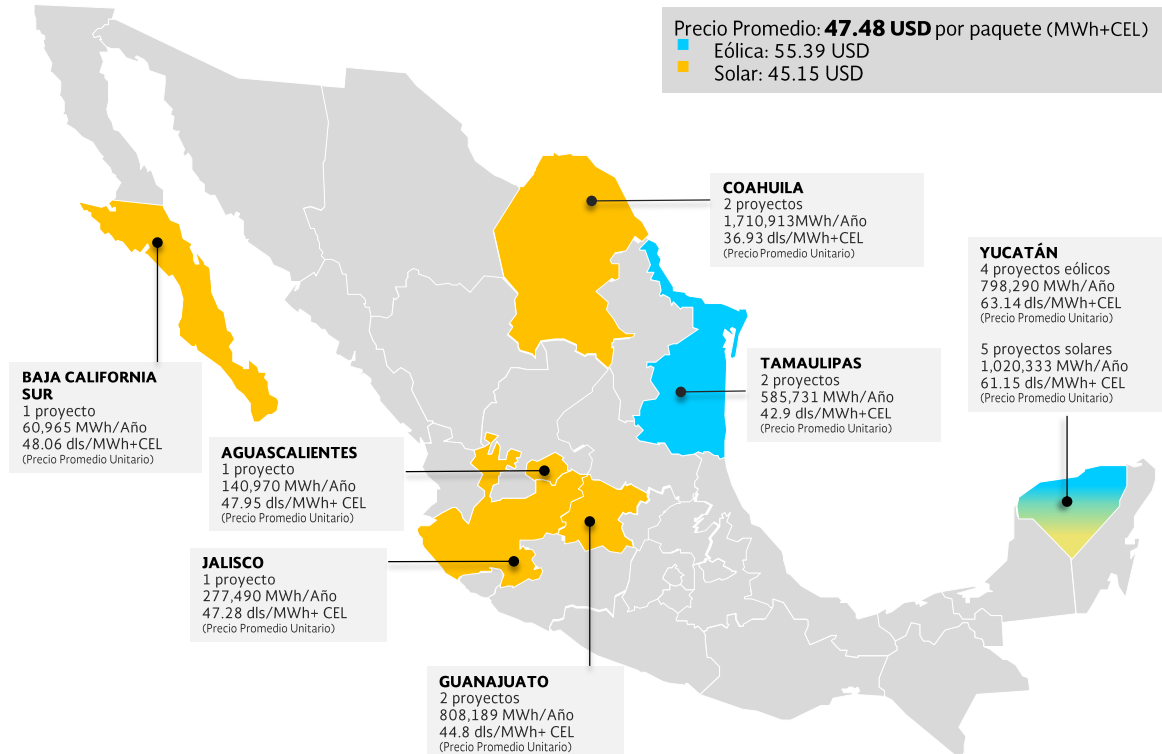 Precio Promedio: 47.48 USD por paquete (MWh+CEL)
Eólica: 55.39 USD
Solar: 45.15 USD
COAHUILA
2 proyectos
1,710,913MWh/Año
36.93 dls/MWh+CEL
(Precio Promedio Unitario)
YUCATÁN
4 proyectos eólicos
798,290 MWh/Año
63.14 dls/MWh+CEL
(Precio Promedio Unitario)
5 proyectos solares
1,020,333 MWh/Año
61.15 dls/MWh+ CEL
(Precio Promedio Unitario)
TAMAULIPAS
2 proyectos
585,731 MWh/Año
42.9 dls/MWh+CEL
(Precio Promedio Unitario)
BAJA CALIFORNIA
SUR
1 proyecto
60,965 MWh/Año
48.06 dls/MWh+CEL
(Precio Promedio Unitario)
AGUASCALIENTES
1 proyecto
140,970 MWh/Año
47.95 dls/MWh+ CEL
(Precio Promedio Unitario)
JALISCO
1 proyecto
277,490 MWh/Año
47.28 dls/MWh+ CEL
(Precio Promedio Unitario)
GUANAJUATO
2 proyectos
808,189 MWh/Año
44.8 dls/MWh+ CEL
(Precio Promedio Unitario)